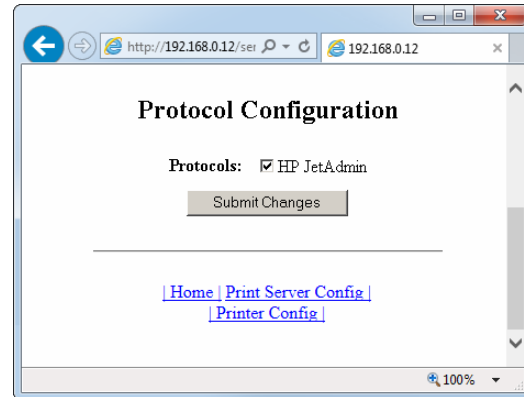 http://192.168.0.12/ser
192.168.0.12
Protocol Configuration
Protocols: HP JetAdmin
Submit Changes
| Home | Print Server Config |
| Printer Config |
100%